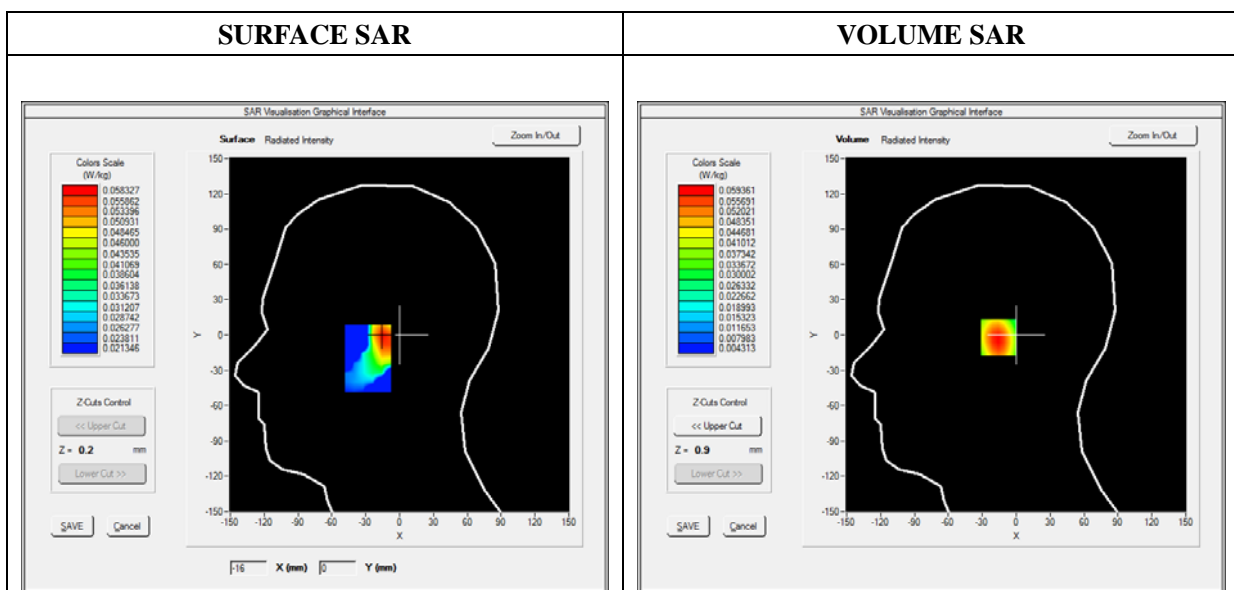 SURFACE SAR
VOLUME SAR
SAR Visualisation Graphical Interface
Surface Radiated Intensity
Zoom In/Out
Colors Scale
(W/kg)
0.058327
0.055862
0.053396
0.050931
0.048465
0.046000
0.043535
0.041069
0.038604
0.036138
0.033673
0.031207
0.028742
0.026277
0.023811
0.021346
Z-Cuts Control
<< Upper Cut
Z = 0.2 mm
Lower Cut >>
SAVE Cancel
150
120
90
60
30
0
-30
-60
-90
-120
-150
Y
-150 -120 -90 -60 -30 0 30 60 90 120 150
X
-16 X (mm) 0 Y (mm)
SAR Visualisation Graphical Interface
Volume Radiated Intensity
Zoom In/Out
Colors Scale
(W/kg)
0.059361
0.055691
0.052021
0.048351
0.044681
0.041012
0.037342
0.033672
0.030002
0.026332
0.022662
0.018993
0.015323
0.011653
0.007983
0.004313
Z-Cuts Control
<< Upper Cut
Z = 0.9 mm
Lower Cut >>
SAVE Cancel
150
120
90
60
30
0
-30
-60
-90
-120
-150
Y
-150 -120 -90 -60 -30 0 30 60 90 120 150
X